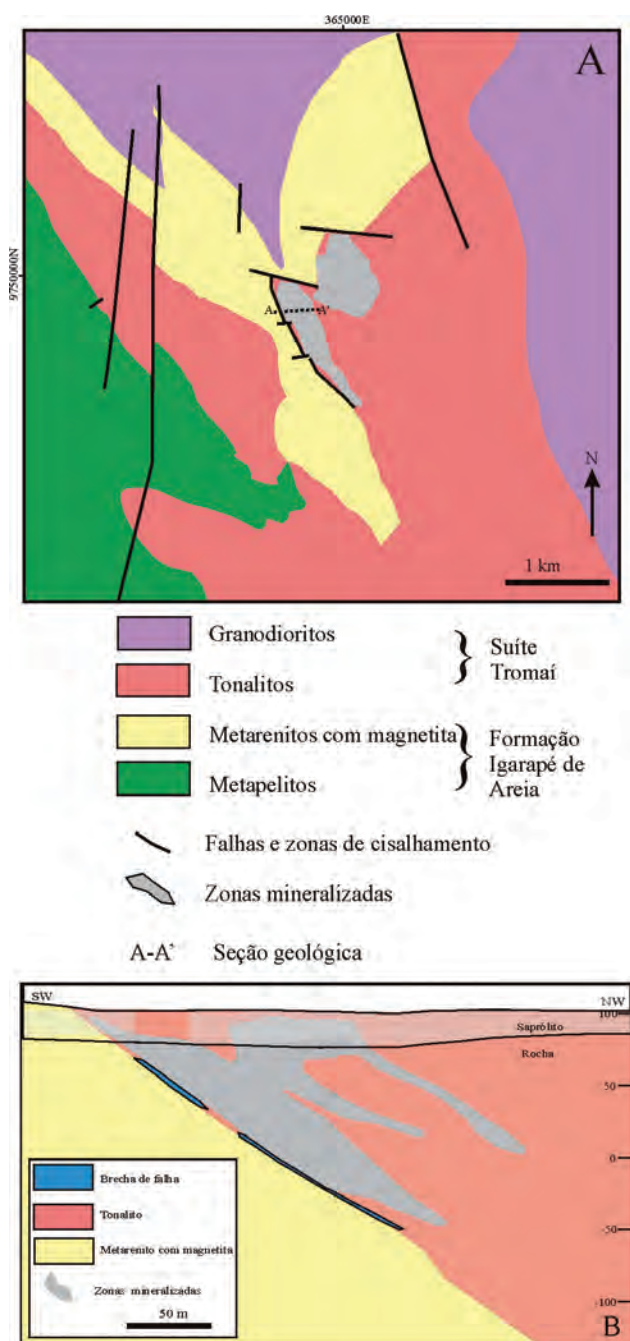 365000E
A
9750000N
A A'
N
1 km
Granodioritos
Tonalitos
} Suíte
Tromaí
Metarenitos com magnetita
Metapelitos
} Formação
Igarapé de
Areia
Falhas e zonas de cisalhamento
Zonas mineralizadas
A-A' Seção geológica
SW NW
100
Saprólito
Rocha
50
0
-50
-100
Brecha de falha
Tonalito
Metarenito com magnetita
Zonas mineralizadas
50 m
B